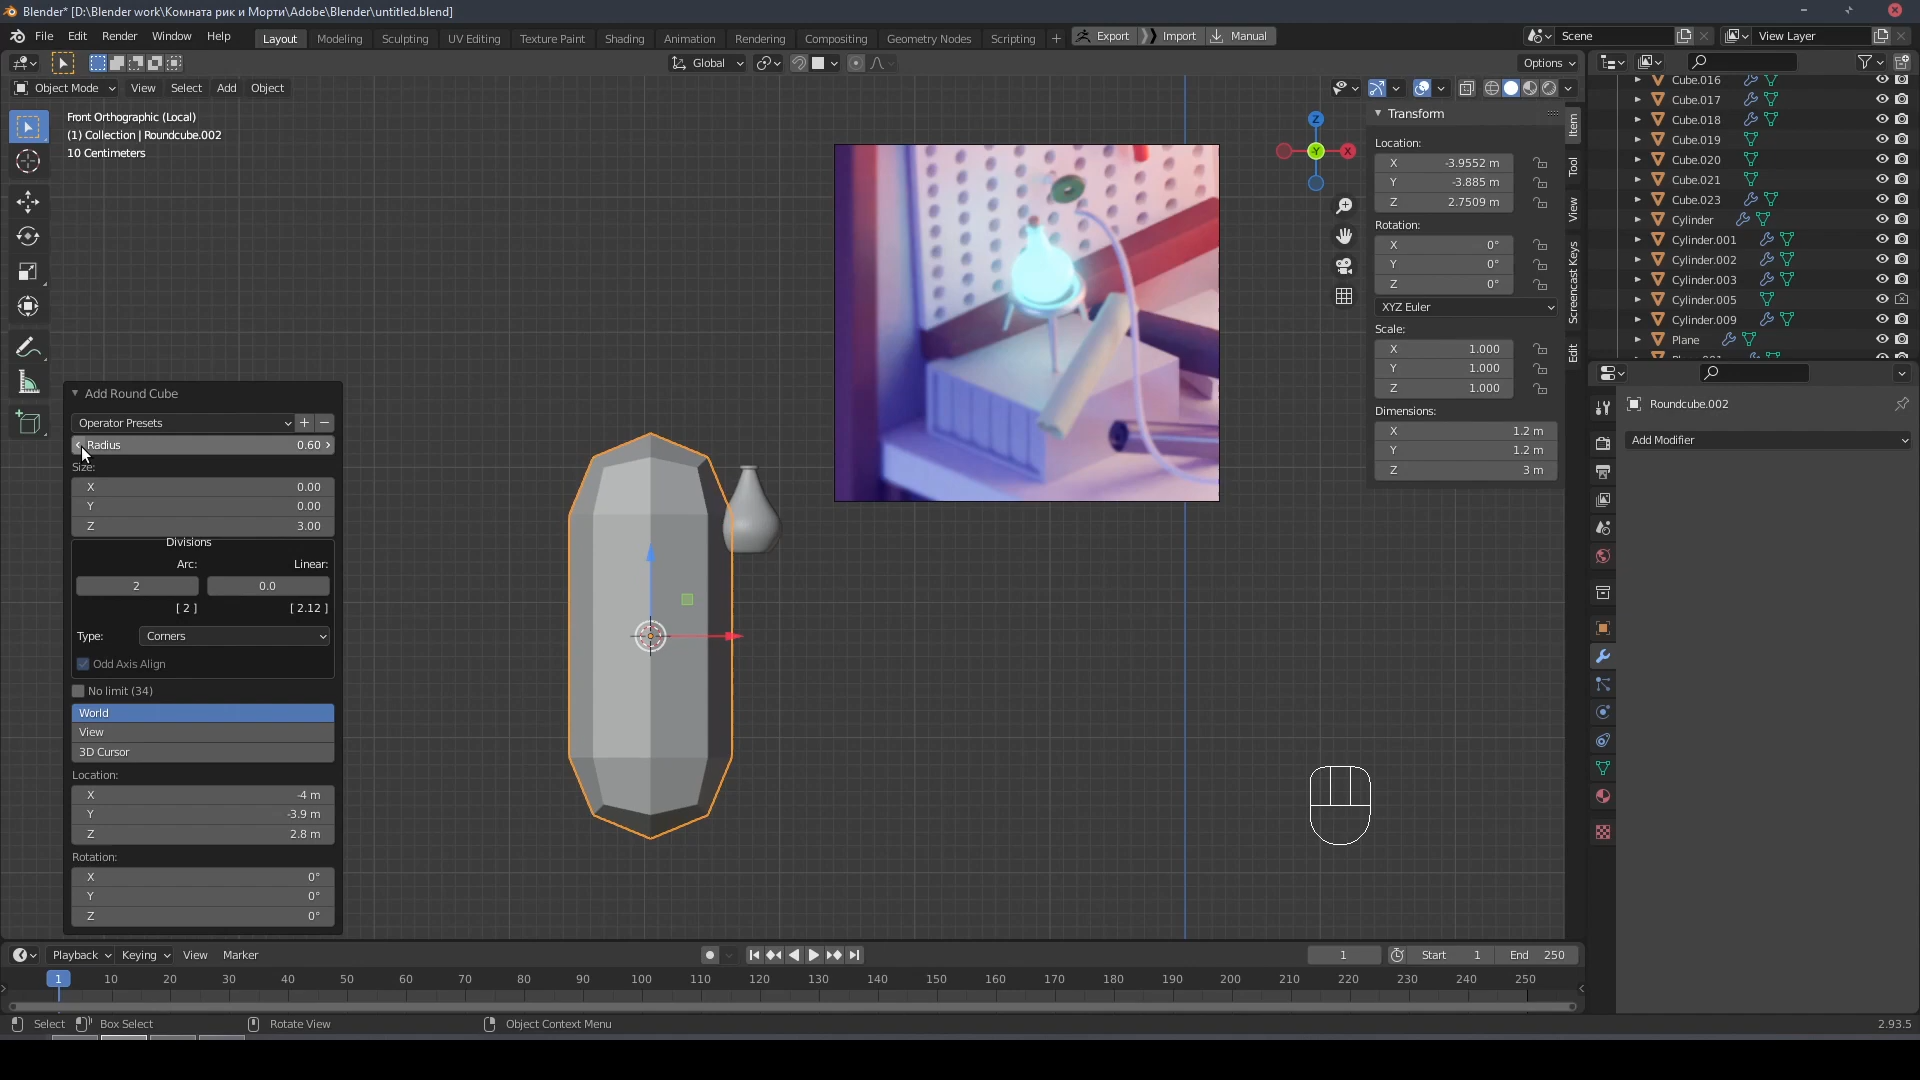 Blender* [D:\Blender work\Комната рик и Морти\Adobe\Blender\untitled.blend]
File Edit Render Window Help
Layout Modeling Sculpting UV Editing Texture Paint Shading Animation Rendering Compositing Geometry Nodes Scripting +
Export Import Manual
Scene
View Layer
Global
Options
Object Mode View Select Add Object
Front Orthographic (Local)
(1) Collection | Roundcube.002
10 Centimeters
Z
Y
X
Transform
Location:
X -3.9552 m
Y -3.885 m
Z 2.7509 m
Rotation:
X 0°
Y 0°
Z 0°
XYZ Euler
Scale:
X 1.000
Y 1.000
Z 1.000
Dimensions:
X 1.2 m
Y 1.2 m
Z 3 m
Item
Tool
View
Screencast Keys
Edit
Cube.016
Cube.017
Cube.018
Cube.019
Cube.020
Cube.021
Cube.023
Cylinder
Cylinder.001
Cylinder.002
Cylinder.003
Cylinder.005
Cylinder.009
Plane
Roundcube.002
Add Modifier
Add Round Cube
Operator Presets
Radius 0.60
Size:
X 0.00
Y 0.00
Z 3.00
Divisions
Arc: Linear:
2 0.0
[ 2 ] [ 2.12 ]
Type: Corners
Odd Axis Align
No limit (34)
World
View
3D Cursor
Location:
X -4 m
Y -3.9 m
Z 2.8 m
Rotation:
X 0°
Y 0°
Z 0°
Playback Keying View Marker
1 Start 1 End 250
1 10 20 30 40 50 60 70 80 90 100 110 120 130 140 150 160 170 180 190 200 210 220 230 240 250
Select Box Select Rotate View Object Context Menu
2.93.5